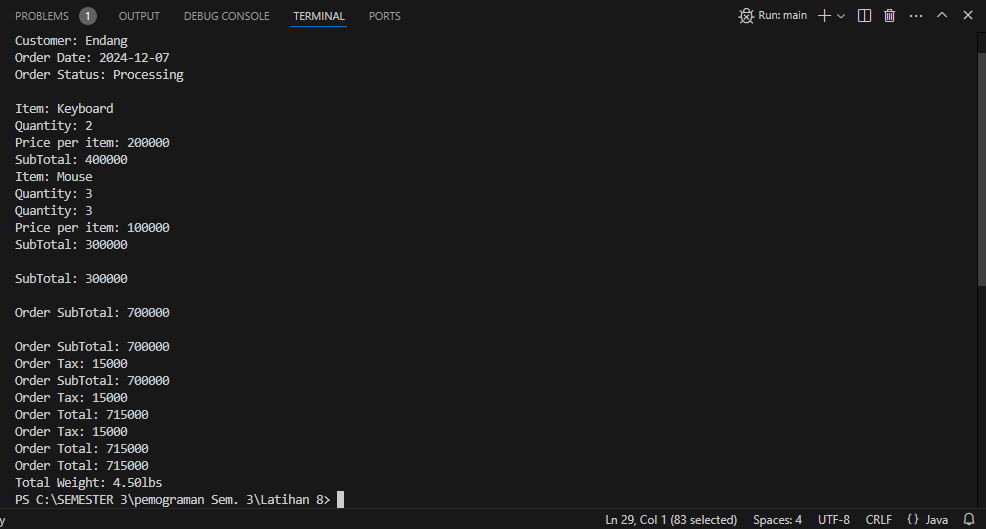 PROBLEMS 1 OUTPUT DEBUG CONSOLE TERMINAL PORTS Run: main
Customer: Endang
Order Date: 2024-12-07
Order Status: Processing
Item: Keyboard
Quantity: 2
Price per item: 200000
SubTotal: 400000
Item: Mouse
Quantity: 3
Quantity: 3
Price per item: 100000
SubTotal: 300000
SubTotal: 300000
Order SubTotal: 700000
Order SubTotal: 700000
Order Tax: 15000
Order SubTotal: 700000
Order Tax: 15000
Order Total: 715000
Order Tax: 15000
Order Total: 715000
Order Total: 715000
Total Weight: 4.50lbs
PS C:\SEMESTER 3\pemograman Sem. 3\Latihan 8>
y Ln 29, Col 1 (83 selected) Spaces: 4 UTF-8 CRLF {} Java